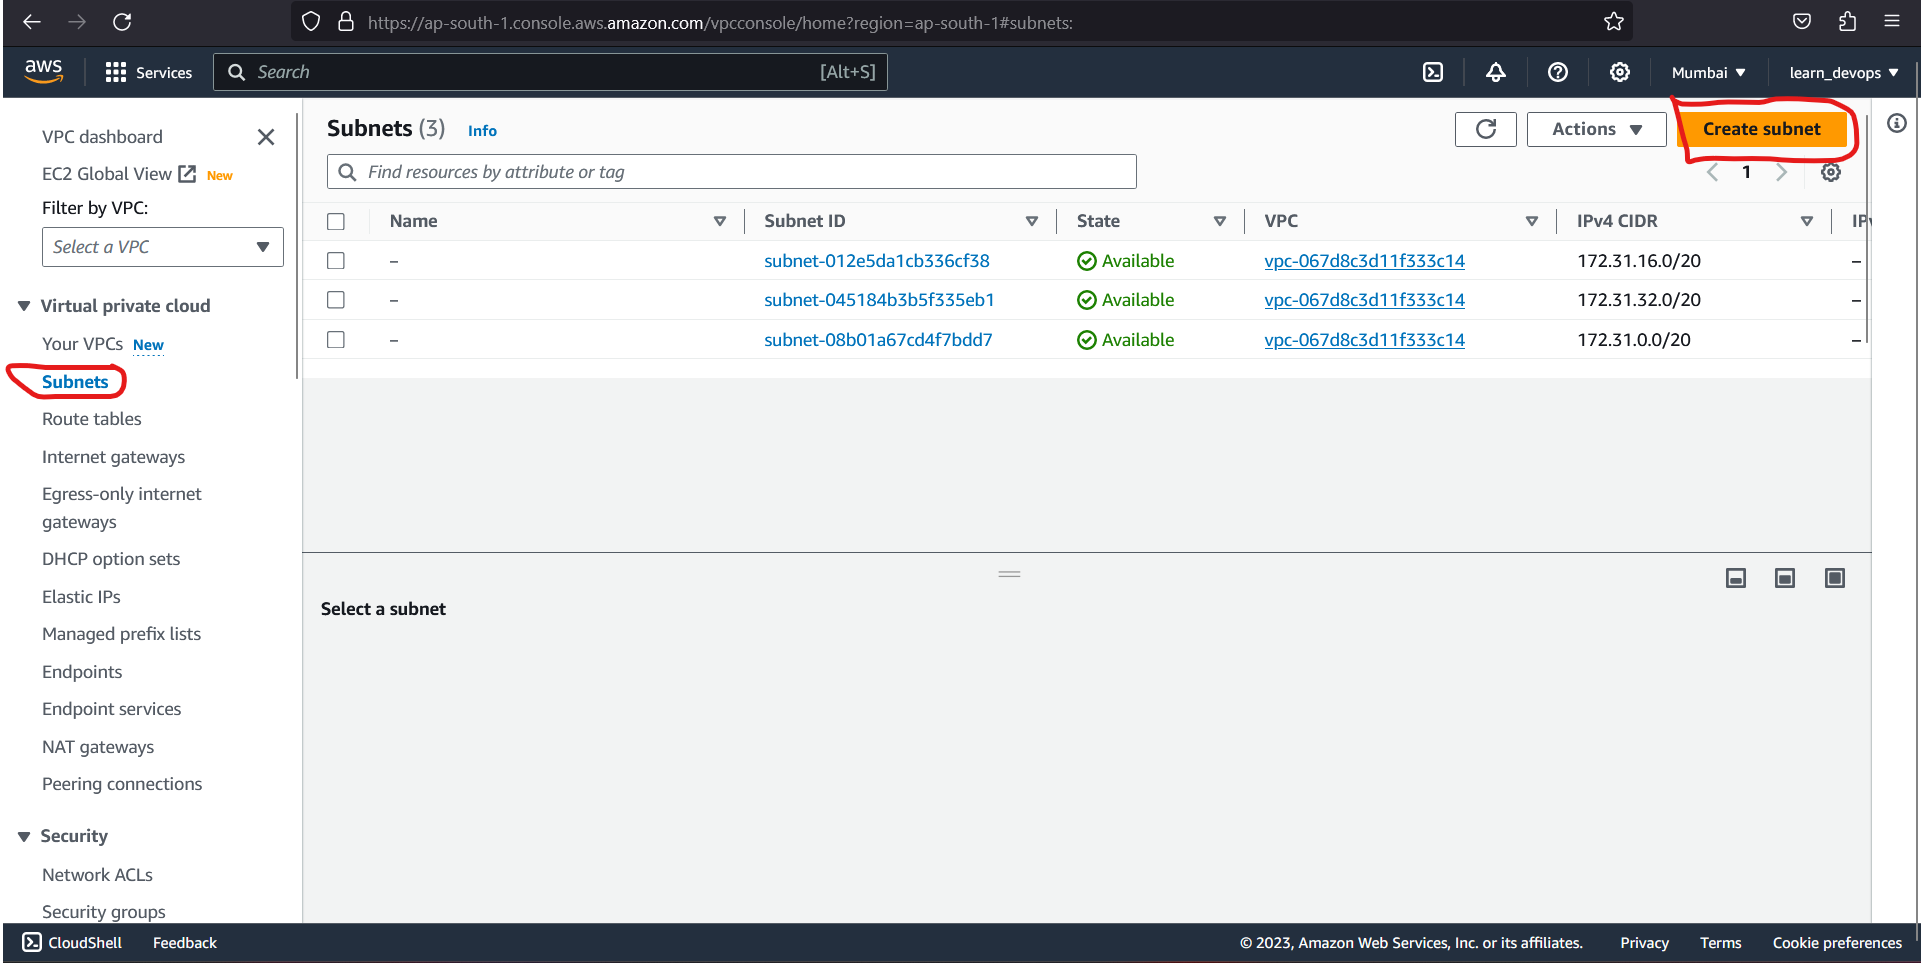 https://ap-south-1.console.aws.amazon.com/vpcconsole/home?region=ap-south-1#subnets:
aws Services Search [Alt+S] Mumbai learn_devops
VPC dashboard
EC2 Global View New
Filter by VPC:
Select a VPC
Virtual private cloud
Your VPCs New
Subnets
Route tables
Internet gateways
Egress-only internet
gateways
DHCP option sets
Elastic IPs
Managed prefix lists
Endpoints
Endpoint services
NAT gateways
Peering connections
Security
Network ACLs
Security groups
Subnets (3) Info Actions Create subnet
Find resources by attribute or tag 1
Name Subnet ID State VPC IPv4 CIDR IPv
– subnet-012e5da1cb336cf38 Available vpc-067d8c3d11f333c14 172.31.16.0/20 –
– subnet-045184b3b5f335eb1 Available vpc-067d8c3d11f333c14 172.31.32.0/20 –
– subnet-08b01a67cd4f7bdd7 Available vpc-067d8c3d11f333c14 172.31.0.0/20 –
Select a subnet
CloudShell Feedback © 2023, Amazon Web Services, Inc. or its affiliates. Privacy Terms Cookie preferences